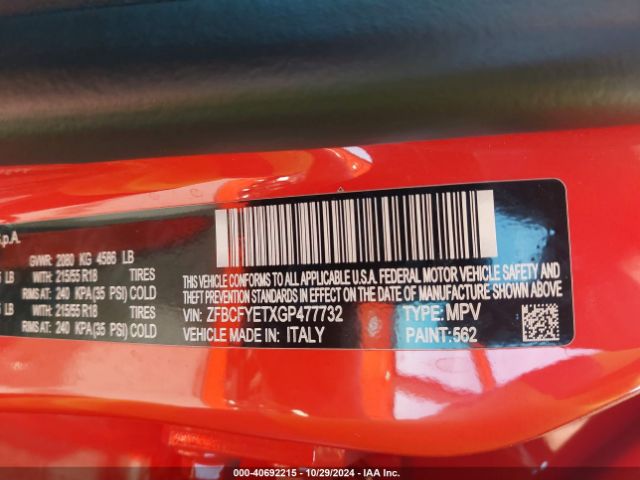 S.p.A.
GVWR: 2080 KG 4586 LB
LB WITH: 215/55 R18 TIRES
RIMS AT: 240 KPA(35 PSI) COLD
LB WITH: 215/55 R18 TIRES
RIMS AT: 240 KPA(35 PSI) COLD
THIS VEHICLE CONFORMS TO ALL APPLICABLE U.S.A. FEDERAL MOTOR VEHICLE SAFETY AND
THEFT PREVENTION STANDARDS IN EFFECT ON THE DATE OF MANUFACTURE SHOWN ABOVE.
VIN: ZFBCFYETXGP477732 TYPE: MPV
VEHICLE MADE IN: ITALY PAINT: 562
000-40692215 - 10/29/2024 - IAA Inc.